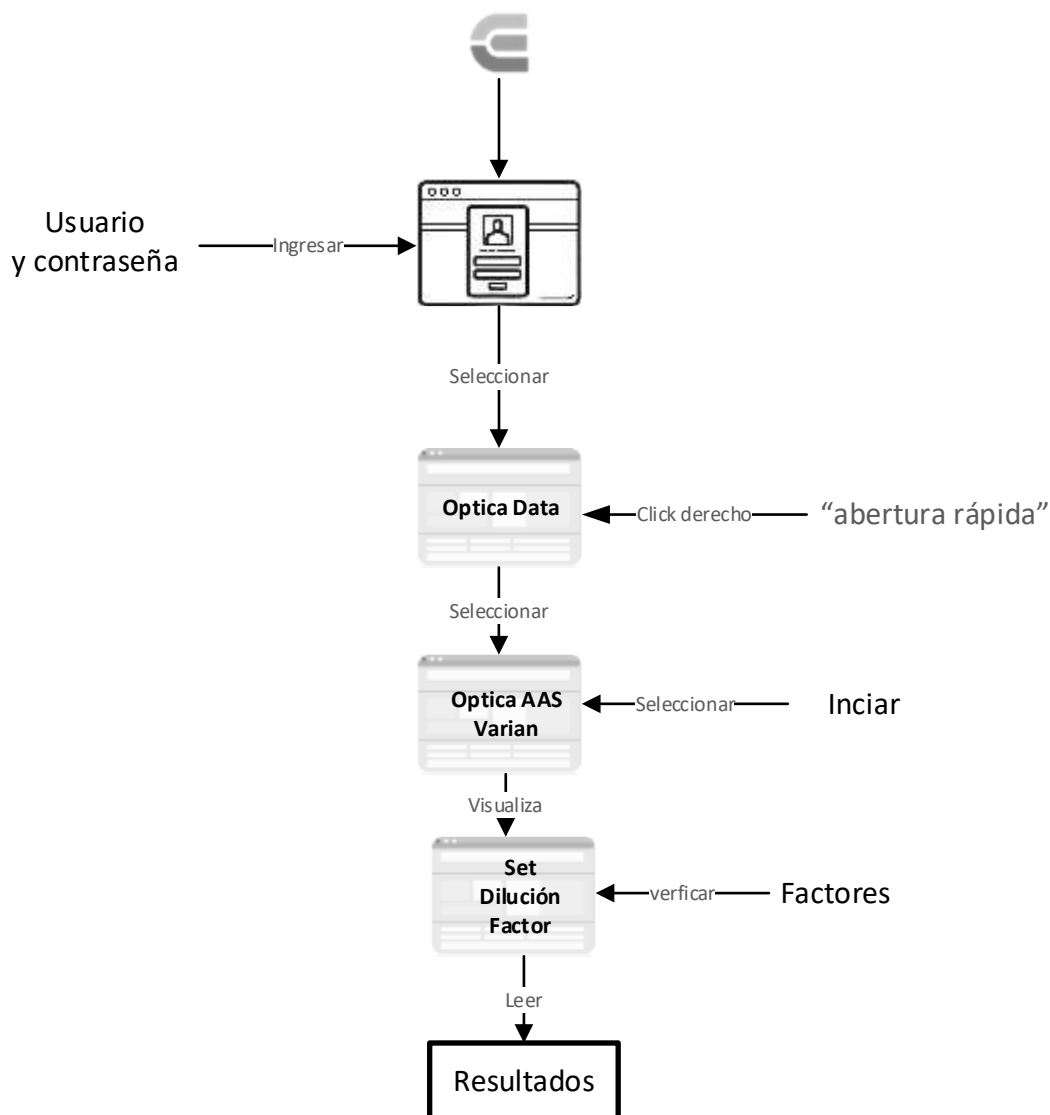 Usuario
y contraseña
Ingresar
Seleccionar
Optica Data
Click derecho
“abertura rápida”
Seleccionar
Optica AAS
Varian
Seleccionar
Inciar
Visualiza
Set
Dilución
Factor
verficar
Factores
Leer
Resultados